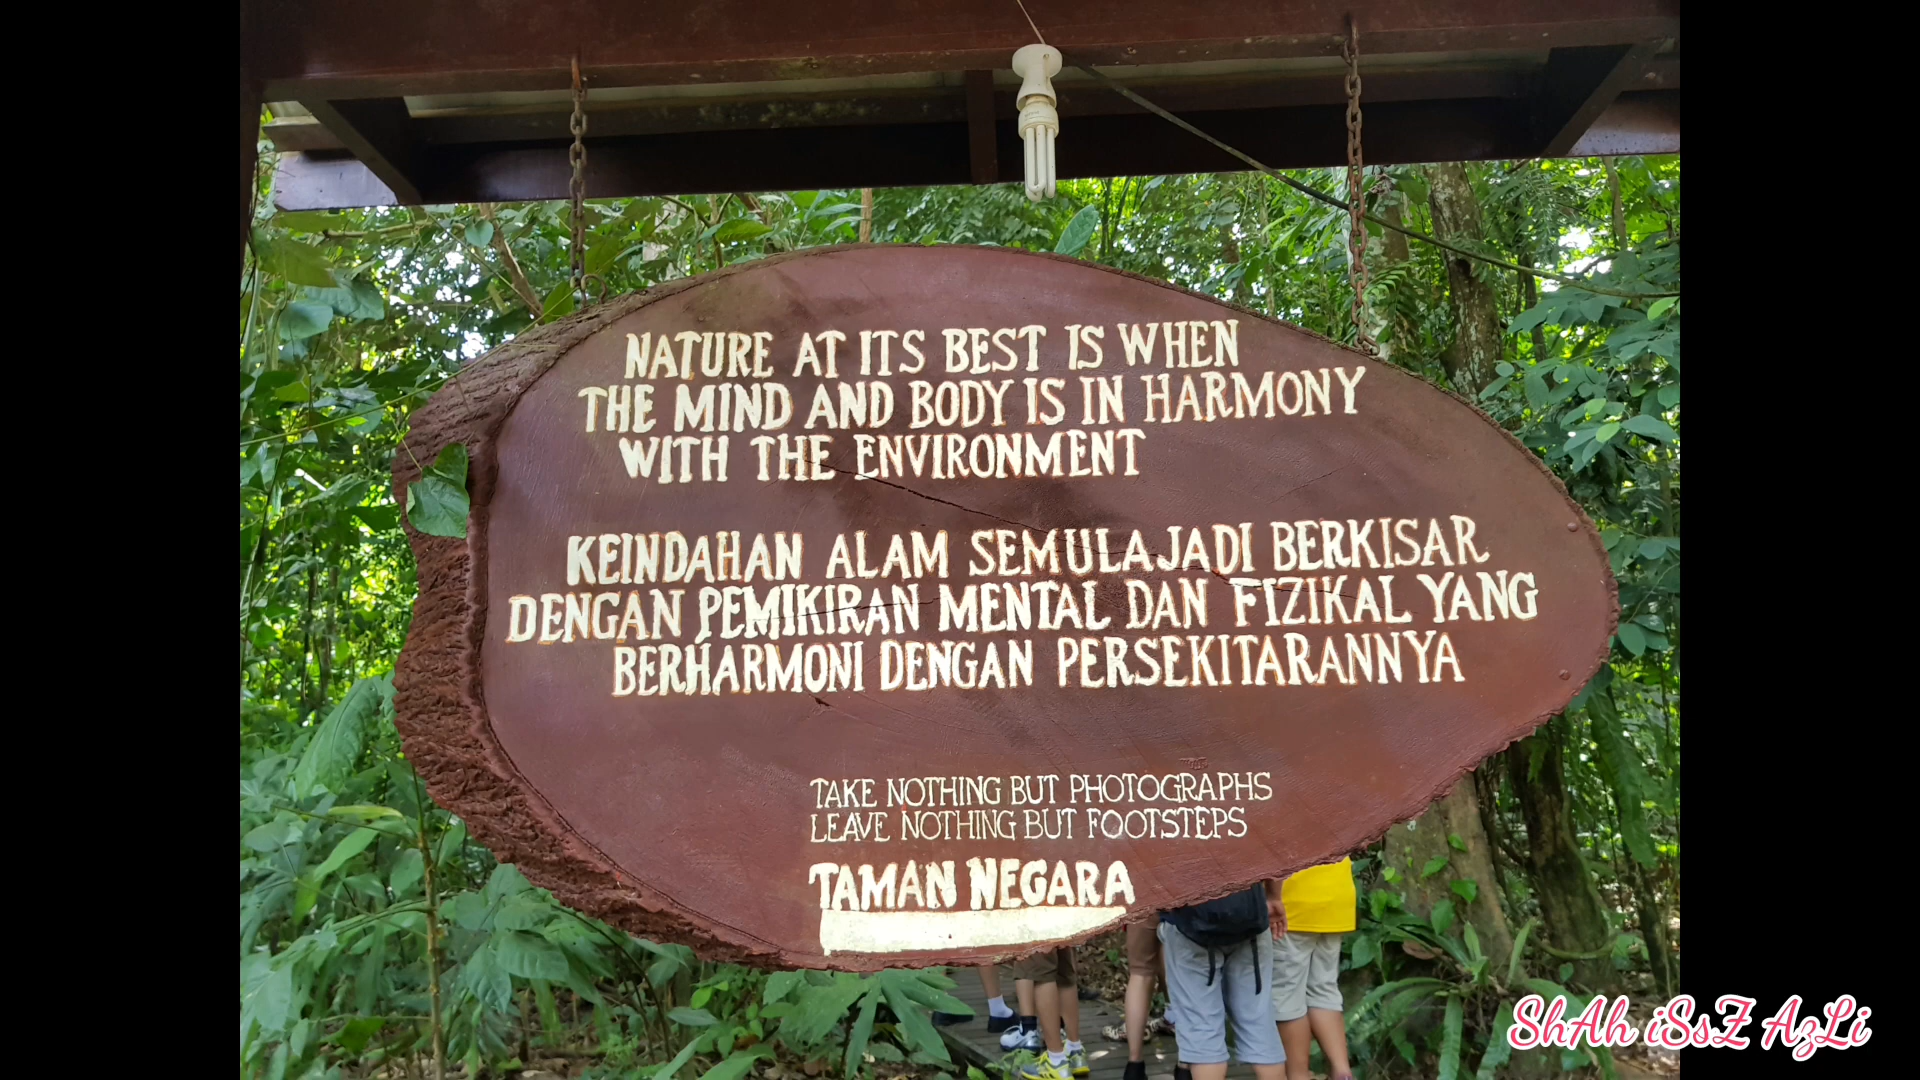 NATURE AT ITS BEST IS WHEN
THE MIND AND BODY IS IN HARMONY
WITH THE ENVIRONMENT
KEINDAHAN ALAM SEMULAJADI BERKISAR
DENGAN PEMIKIRAN MENTAL DAN FIZIKAL YANG
BERHARMONI DENGAN PERSEKITARANNYA
TAKE NOTHING BUT PHOTOGRAPHS
LEAVE NOTHING BUT FOOTSTEPS
TAMAN NEGARA
ShAh iSsZ AzLi